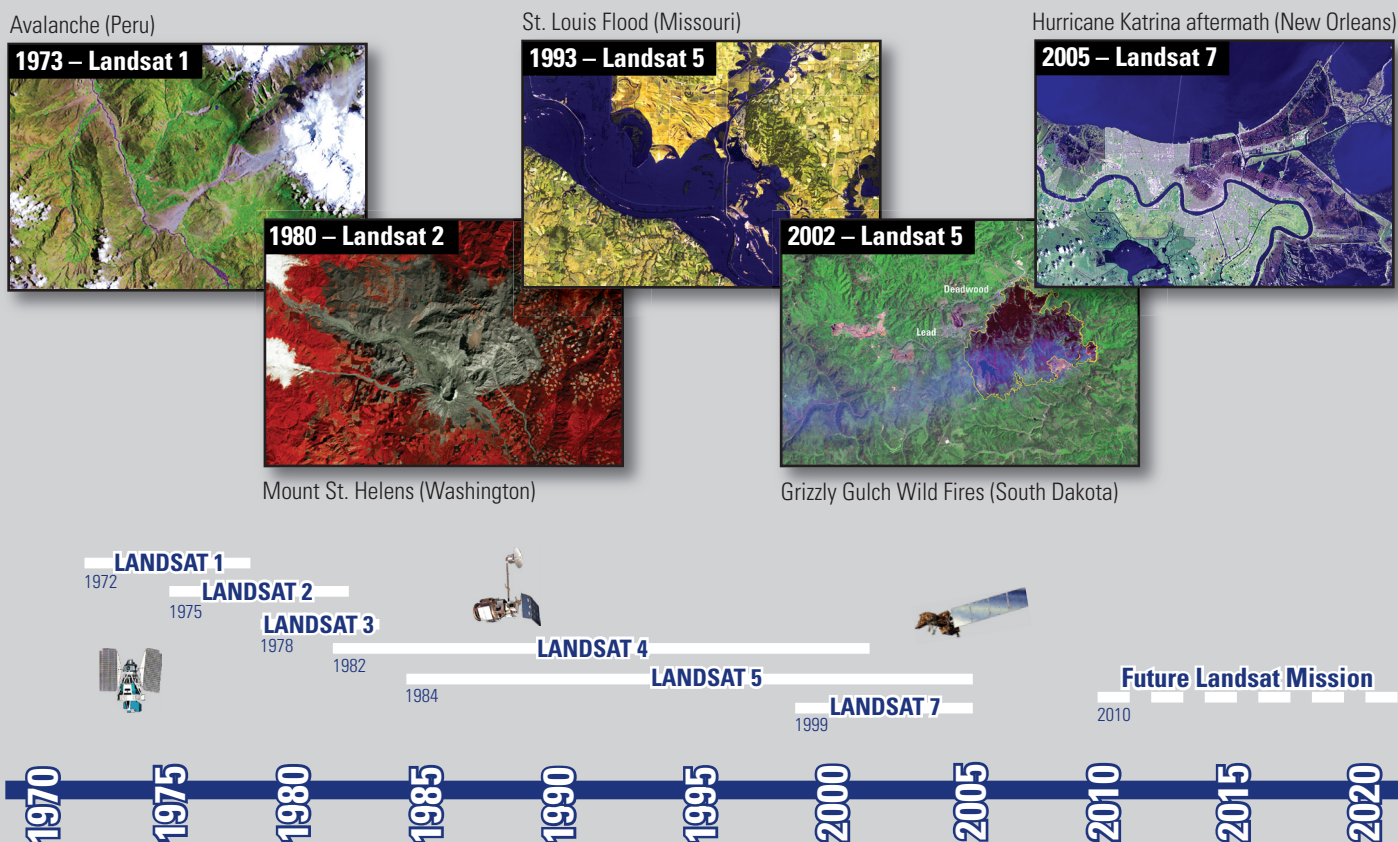 Avalanche (Peru)
1973 – Landsat 1
St. Louis Flood (Missouri)
1993 – Landsat 5
Hurricane Katrina aftermath (New Orleans)
2005 – Landsat 7
1980 – Landsat 2
Mount St. Helens (Washington)
2002 – Landsat 5
Deadwood
Lead
Grizzly Gulch Wild Fires (South Dakota)
LANDSAT 1
1972
LANDSAT 2
1975
LANDSAT 3
1978
LANDSAT 4
1982
LANDSAT 5
1984
LANDSAT 7
1999
Future Landsat Mission
2010
1970
1975
1980
1985
1990
1995
2000
2005
2010
2015
2020